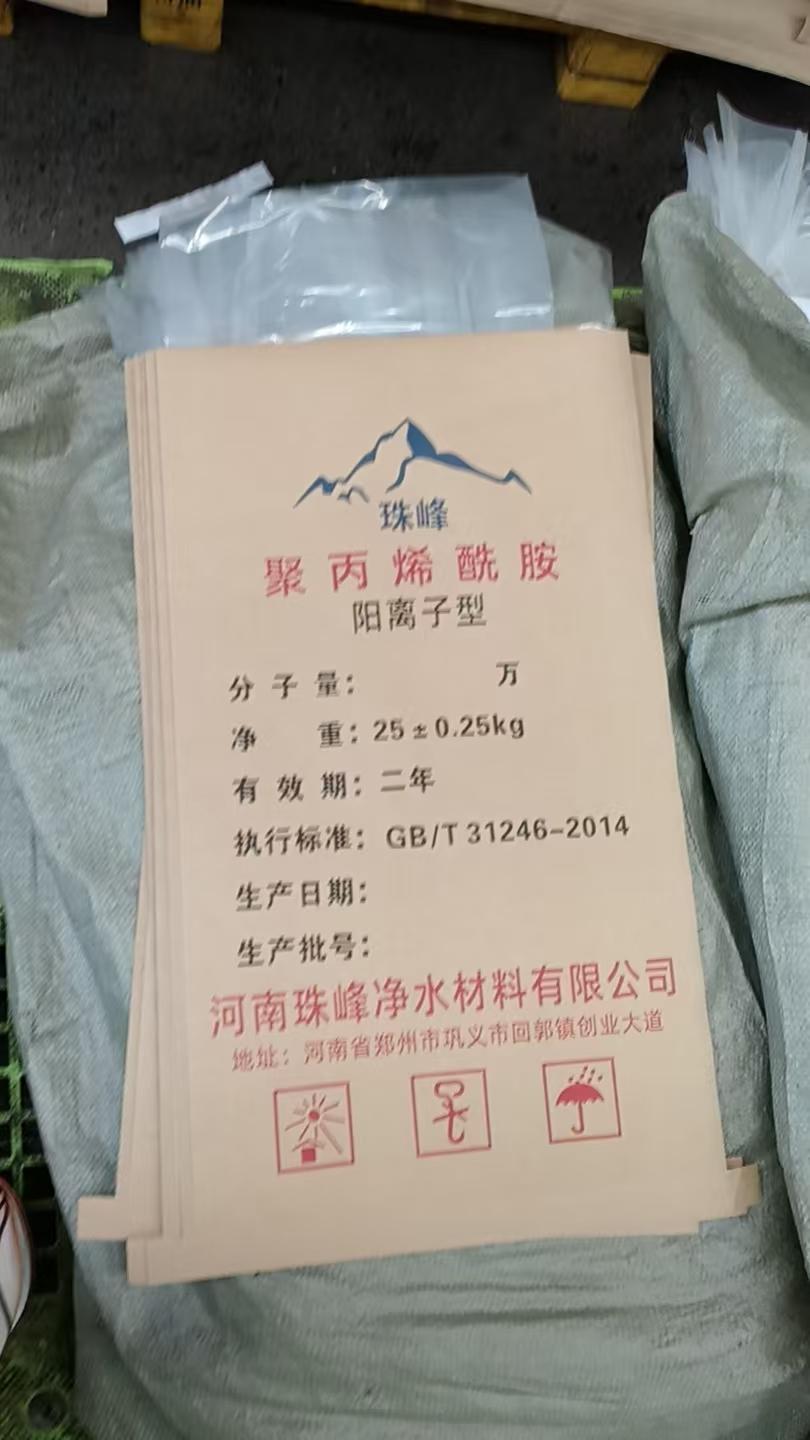 珠峰
聚丙烯酰胺
阳离子型
分子量： 万
净 重：25±0.25kg
有效期：二年
执行标准：GB/T 31246-2014
生产日期：
生产批号：
河南珠峰净水材料有限公司
地址：河南省郑州市巩义市回郭镇创业大道